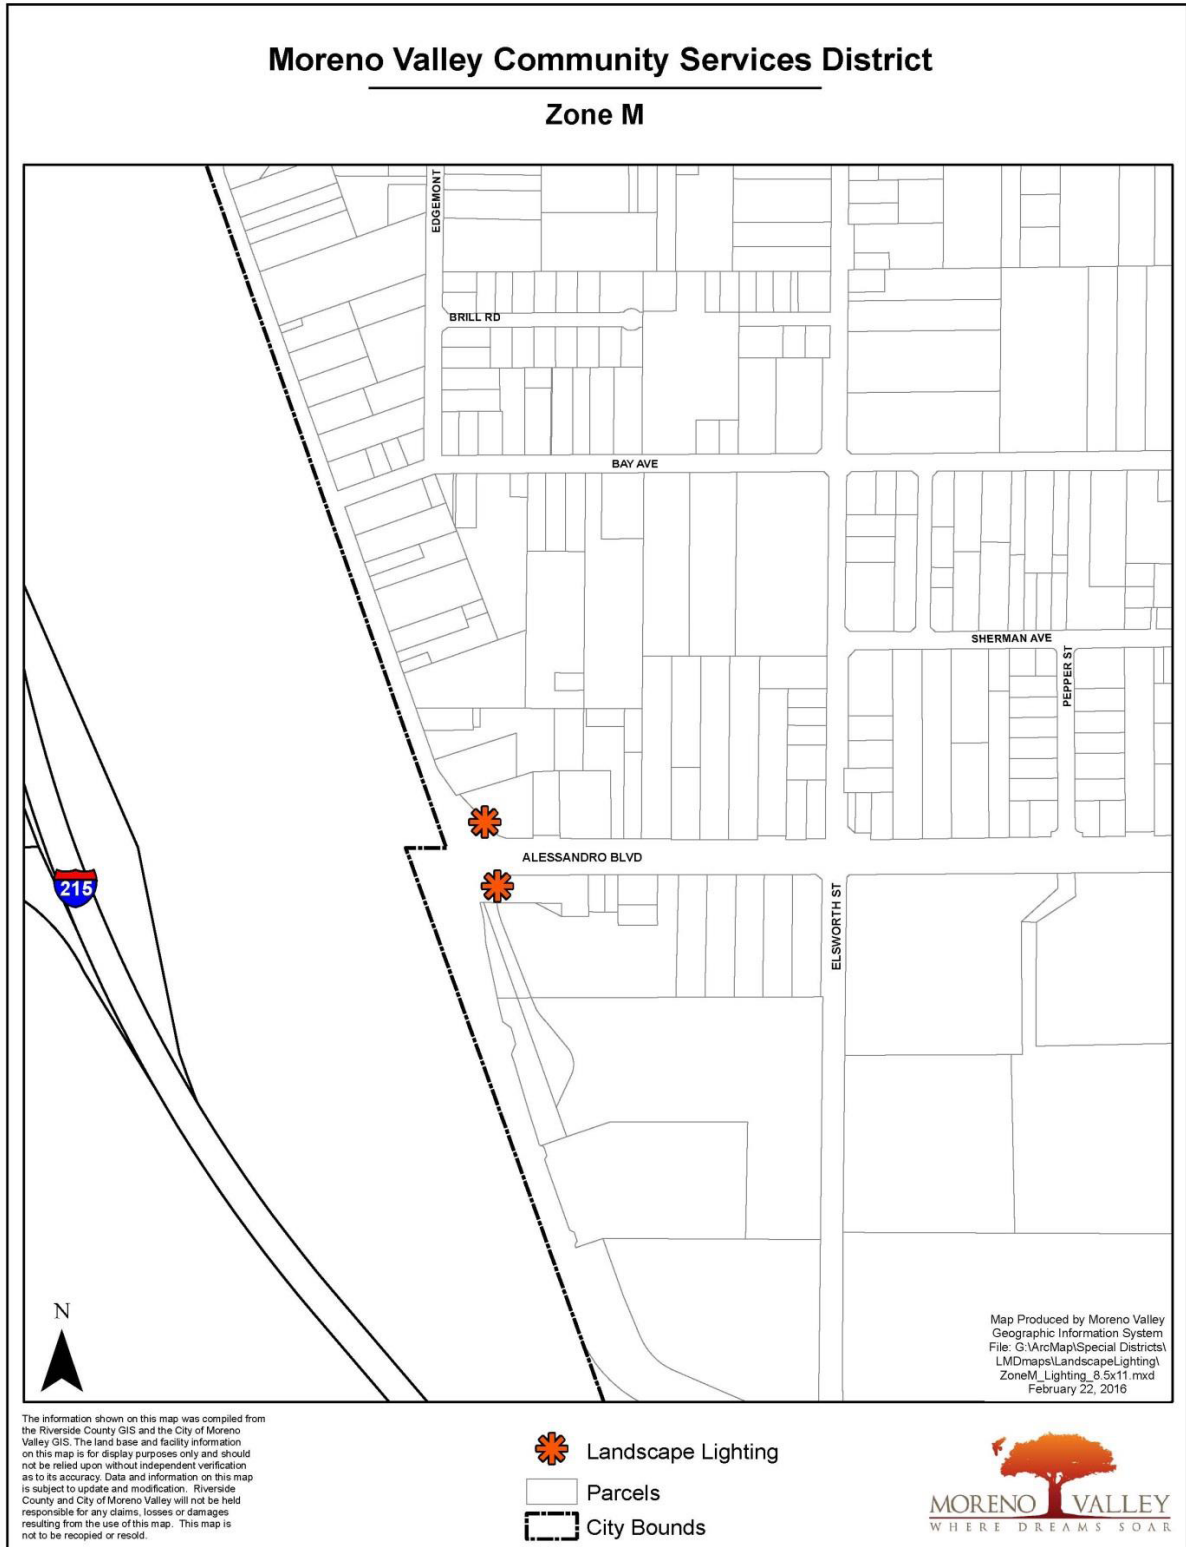 Moreno Valley Community Services District
Zone M
EDGEMONT
BRILL RD
BAY AVE
SHERMAN AVE
PEPPER ST
ALESSANDRO BLVD
215
ELSWORTH ST
N
Map Produced by Moreno Valley
Geographic Information System
File: G:\ArcMap\Special Districts\
LMDmaps\LandscapeLighting\
ZoneM_Lighting_8.5x11.mxd
February 22, 2016
The information shown on this map was compiled from
the Riverside County GIS and the City of Moreno
Valley GIS. The land base and facility information
on this map is for display purposes only and should
not be relied upon without independent verification
as to its accuracy. Data and information on this map
is subject to update and modification. Riverside
County and City of Moreno Valley will not be held
responsible for any claims, losses or damages
resulting from the use of this map. This map is
not to be recopied or resold.
Landscape Lighting
Parcels
City Bounds
MORENO VALLEY
WHERE DREAMS SOAR